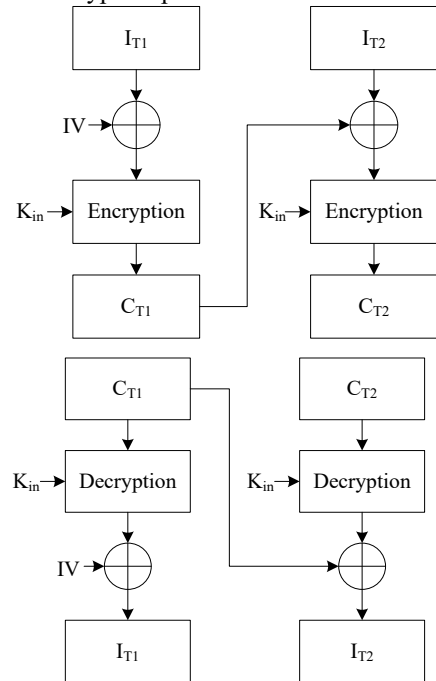 I_T1 I_T2
IV
K_in Encryption K_in Encryption
C_T1 C_T2
C_T1 C_T2
K_in Decryption K_in Decryption
IV
I_T1 I_T2